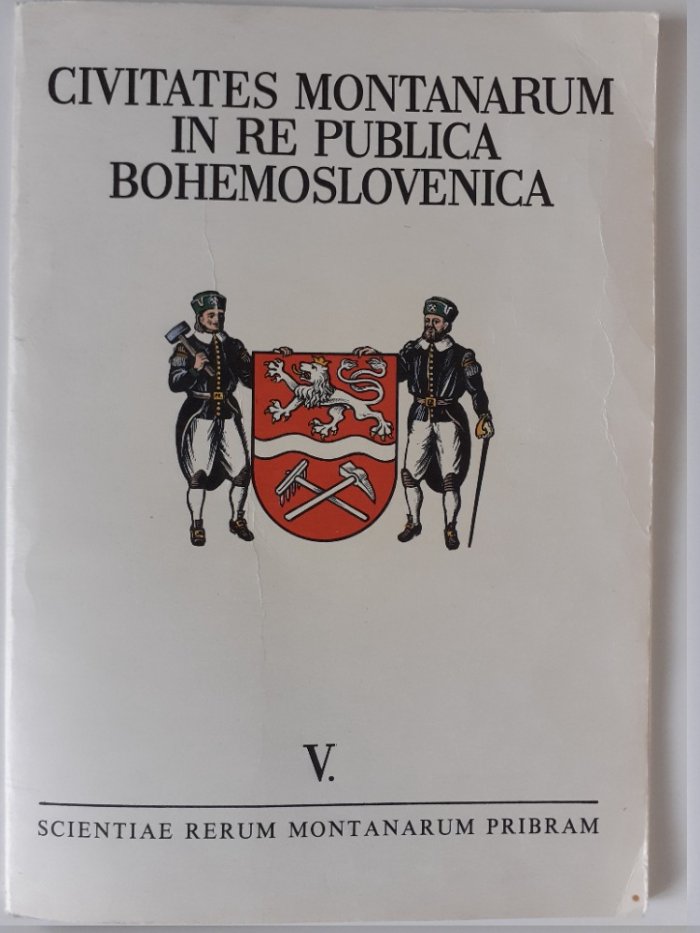 CIVITATES MONTANARUM
IN RE PUBLICA
BOHEMOSLOVENICA
V.
SCIENTIAE RERUM MONTANARUM PRIBRAM